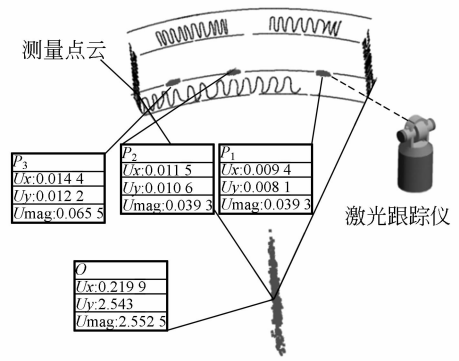 测量点云
P3
Ux:0.014 4
Uy:0.012 2
Umag:0.065 5
P2
Ux:0.011 5
Uy:0.010 6
Umag:0.039 3
P1
Ux:0.009 4
Uy:0.008 1
Umag:0.039 3
激光跟踪仪
O
Ux:0.219 9
Uy:2.543
Umag:2.552 5